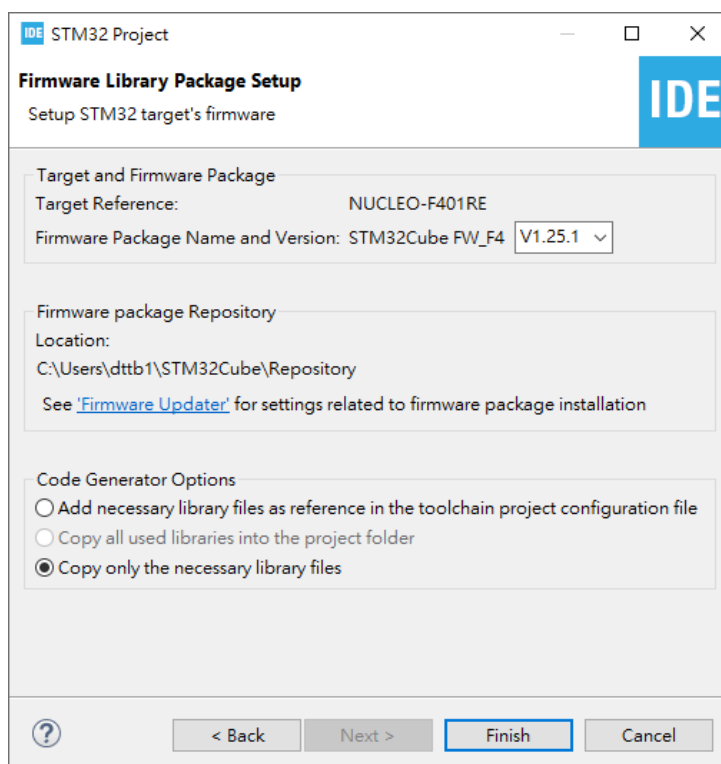 IDE STM32 Project
Firmware Library Package Setup
Setup STM32 target's firmware
IDE
Target and Firmware Package
Target Reference: NUCLEO-F401RE
Firmware Package Name and Version: STM32Cube FW_F4 V1.25.1
Firmware package Repository
Location:
C:\Users\dttb1\STM32Cube\Repository
See 'Firmware Updater' for settings related to firmware package installation
Code Generator Options
Add necessary library files as reference in the toolchain project configuration file
Copy all used libraries into the project folder
Copy only the necessary library files
? < Back Next > Finish Cancel